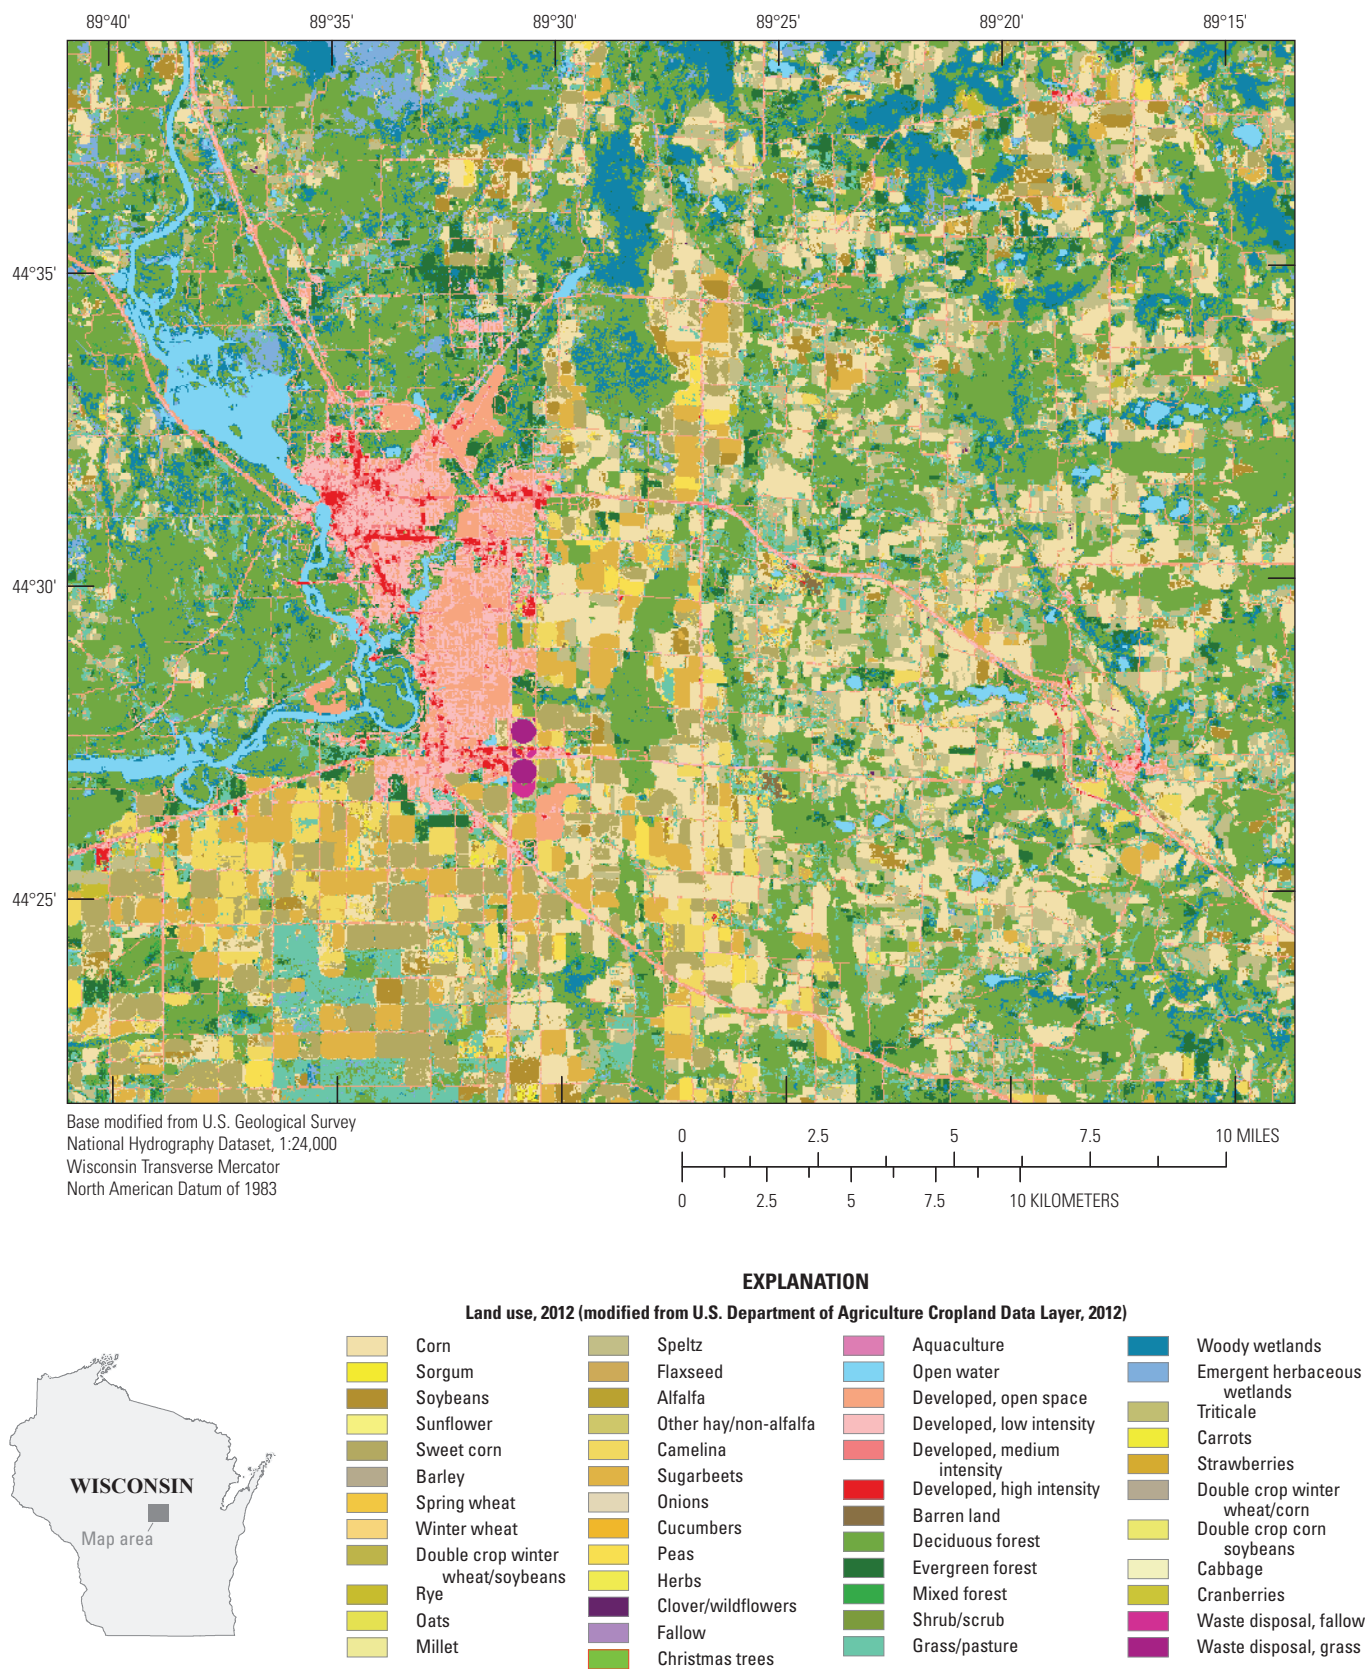 89°40' 89°35' 89°30' 89°25' 89°20' 89°15'
44°35'
44°30'
44°25'
Base modified from U.S. Geological Survey
National Hydrography Dataset, 1:24,000
Wisconsin Transverse Mercator
North American Datum of 1983
0 2.5 5 7.5 10 MILES
0 2.5 5 7.5 10 KILOMETERS
EXPLANATION
Land use, 2012 (modified from U.S. Department of Agriculture Cropland Data Layer, 2012)
WISCONSIN
Map area
Corn
Sorgum
Soybeans
Sunflower
Sweet corn
Barley
Spring wheat
Winter wheat
Double crop winter
wheat/soybeans
Rye
Oats
Millet
Speltz
Flaxseed
Alfalfa
Other hay/non-alfalfa
Camelina
Sugarbeets
Onions
Cucumbers
Peas
Herbs
Clover/wildflowers
Fallow
Christmas trees
Aquaculture
Open water
Developed, open space
Developed, low intensity
Developed, medium
intensity
Developed, high intensity
Barren land
Deciduous forest
Evergreen forest
Mixed forest
Shrub/scrub
Grass/pasture
Woody wetlands
Emergent herbaceous
wetlands
Triticale
Carrots
Strawberries
Double crop winter
wheat/corn
Double crop corn
soybeans
Cabbage
Cranberries
Waste disposal, fallow
Waste disposal, grass